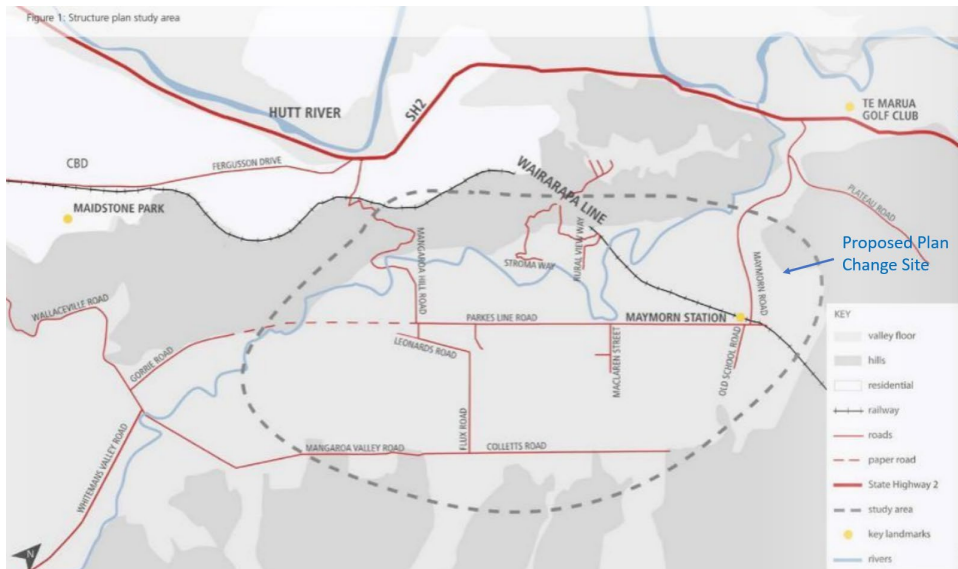 Figure 1: Structure plan study area
HUTT RIVER
SH2
TE MARUA
GOLF CLUB
CBD
FERGUSSON DRIVE
WAIRARAPA LINE
MAIDSTONE PARK
PLATEAU ROAD
MANGAROA HILL ROAD
RURAL VIEW WAY
STROMA WAY
MAYMORN ROAD
Proposed Plan
Change Site
WALLACEVILLE ROAD
PARKES LINE ROAD
MAYMORN STATION
GORRIE ROAD
LEONARDS ROAD
MACLAREN STREET
OLD SCHOOL ROAD
FLUX ROAD
WHITEMANS VALLEY ROAD
MANGAROA VALLEY ROAD
COLLETTS ROAD
N
KEY
valley floor
hills
residential
railway
roads
paper road
State Highway 2
study area
key landmarks
rivers